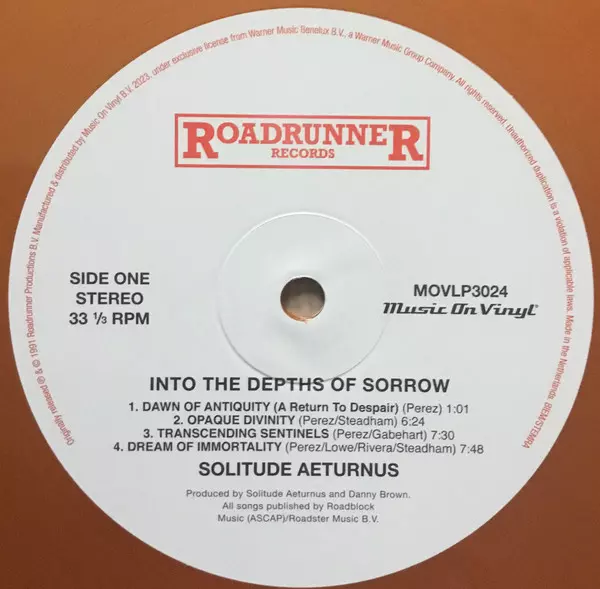 Originally released ℗ & © 1991 Roadrunner Productions B.V. Manufactured & distributed by Music On Vinyl B.V. 2023, under exclusive license from Warner Music Benelux B.V., a Warner Music Group Company. All rights reserved. Unauthorized duplication is a violation of applicable laws. Made in the Netherlands. BIEM/STEMRA
ROADRUNNER
RECORDS
SIDE ONE
STEREO
33 ⅓ RPM
MOVLP3024
Music On Vinyl®
INTO THE DEPTHS OF SORROW
1. DAWN OF ANTIQUITY (A Return To Despair) (Perez) 1:01
2. OPAQUE DIVINITY (Perez/Steadham) 6:24
3. TRANSCENDING SENTINELS (Perez/Gabehart) 7:30
4. DREAM OF IMMORTALITY (Perez/Lowe/Rivera/Steadham) 7:48
SOLITUDE AETURNUS
Produced by Solitude Aeturnus and Danny Brown.
All songs published by Roadblock
Music (ASCAP)/Roadster Music B.V.